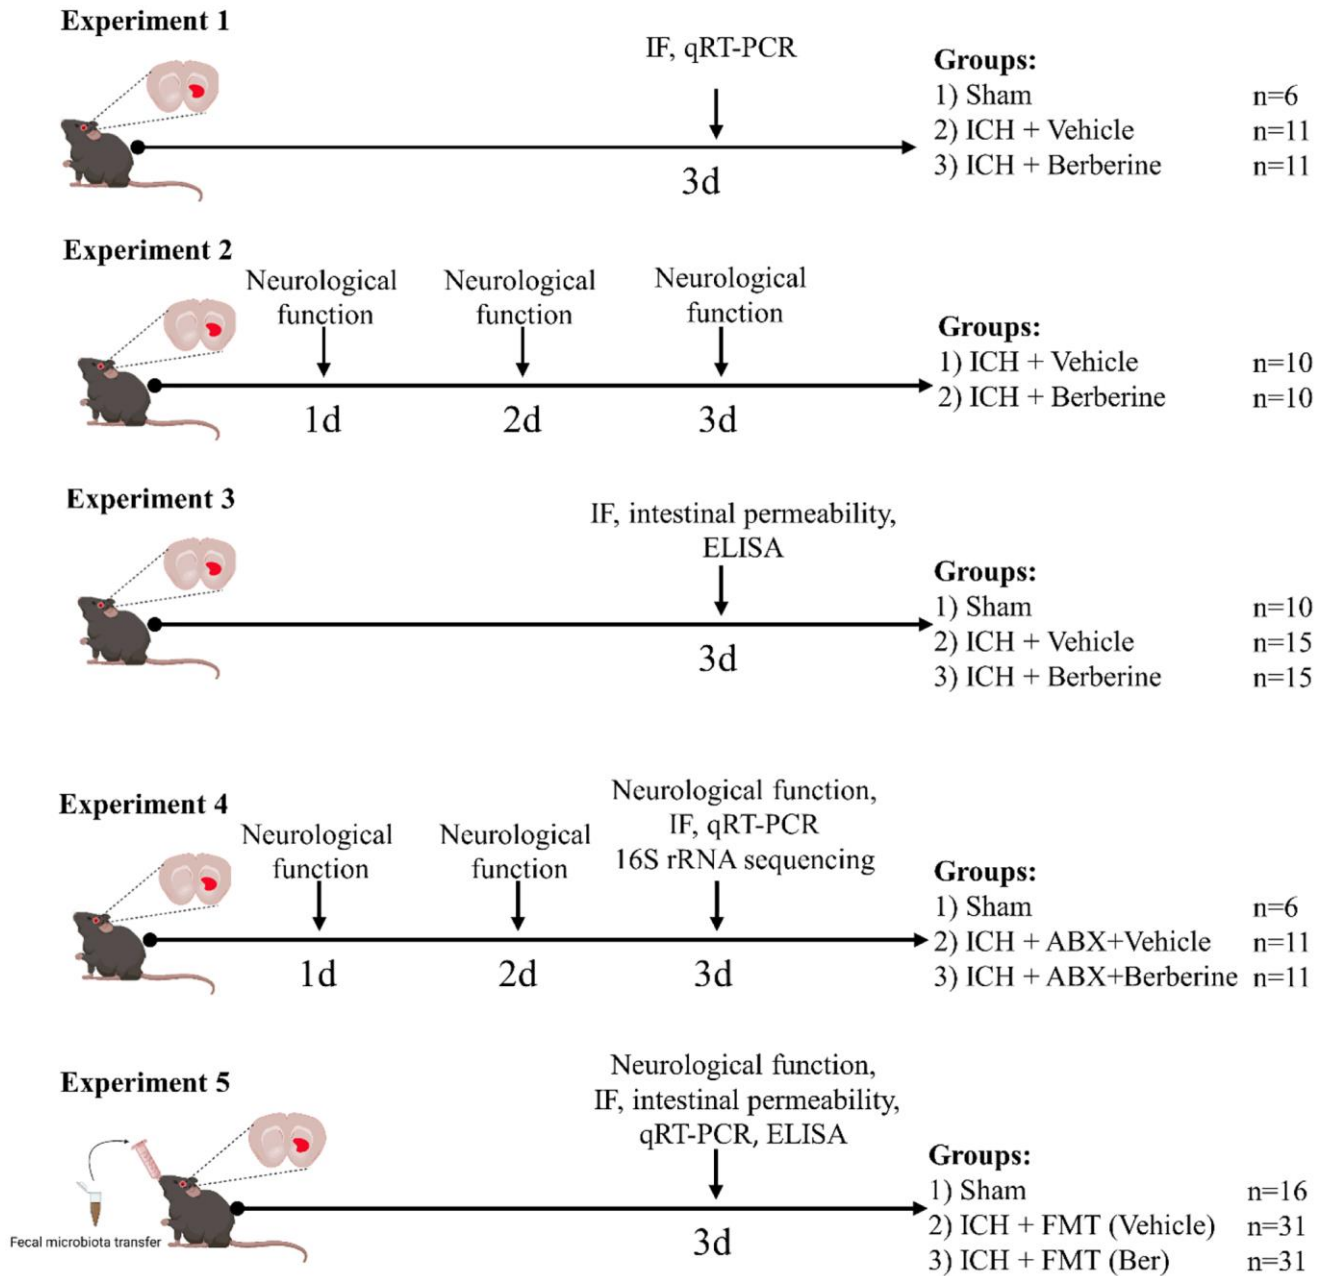 Experiment 1
IF, qRT-PCR
3d
Groups:
1) Sham n=6
2) ICH + Vehicle n=11
3) ICH + Berberine n=11
Experiment 2
Neurological
function
Neurological
function
Neurological
function
1d
2d
3d
Groups:
1) ICH + Vehicle n=10
2) ICH + Berberine n=10
Experiment 3
IF, intestinal permeability,
ELISA
3d
Groups:
1) Sham n=10
2) ICH + Vehicle n=15
3) ICH + Berberine n=15
Experiment 4
Neurological
function
Neurological
function
Neurological function,
IF, qRT-PCR
16S rRNA sequencing
1d
2d
3d
Groups:
1) Sham n=6
2) ICH + ABX+Vehicle n=11
3) ICH + ABX+Berberine n=11
Experiment 5
Fecal microbiota transfer
Neurological function,
IF, intestinal permeability,
qRT-PCR, ELISA
3d
Groups:
1) Sham n=16
2) ICH + FMT (Vehicle) n=31
3) ICH + FMT (Ber) n=31